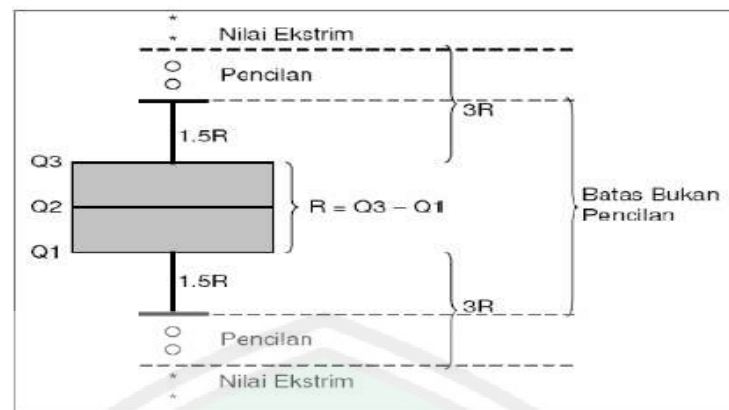 * Nilai Ekstrim
*
Pencilan
3R
1.5R
Q3
Q2
R = Q3 – Q1
Batas Bukan
Pencilan
Q1
1.5R
3R
Pencilan
* Nilai Ekstrim
*